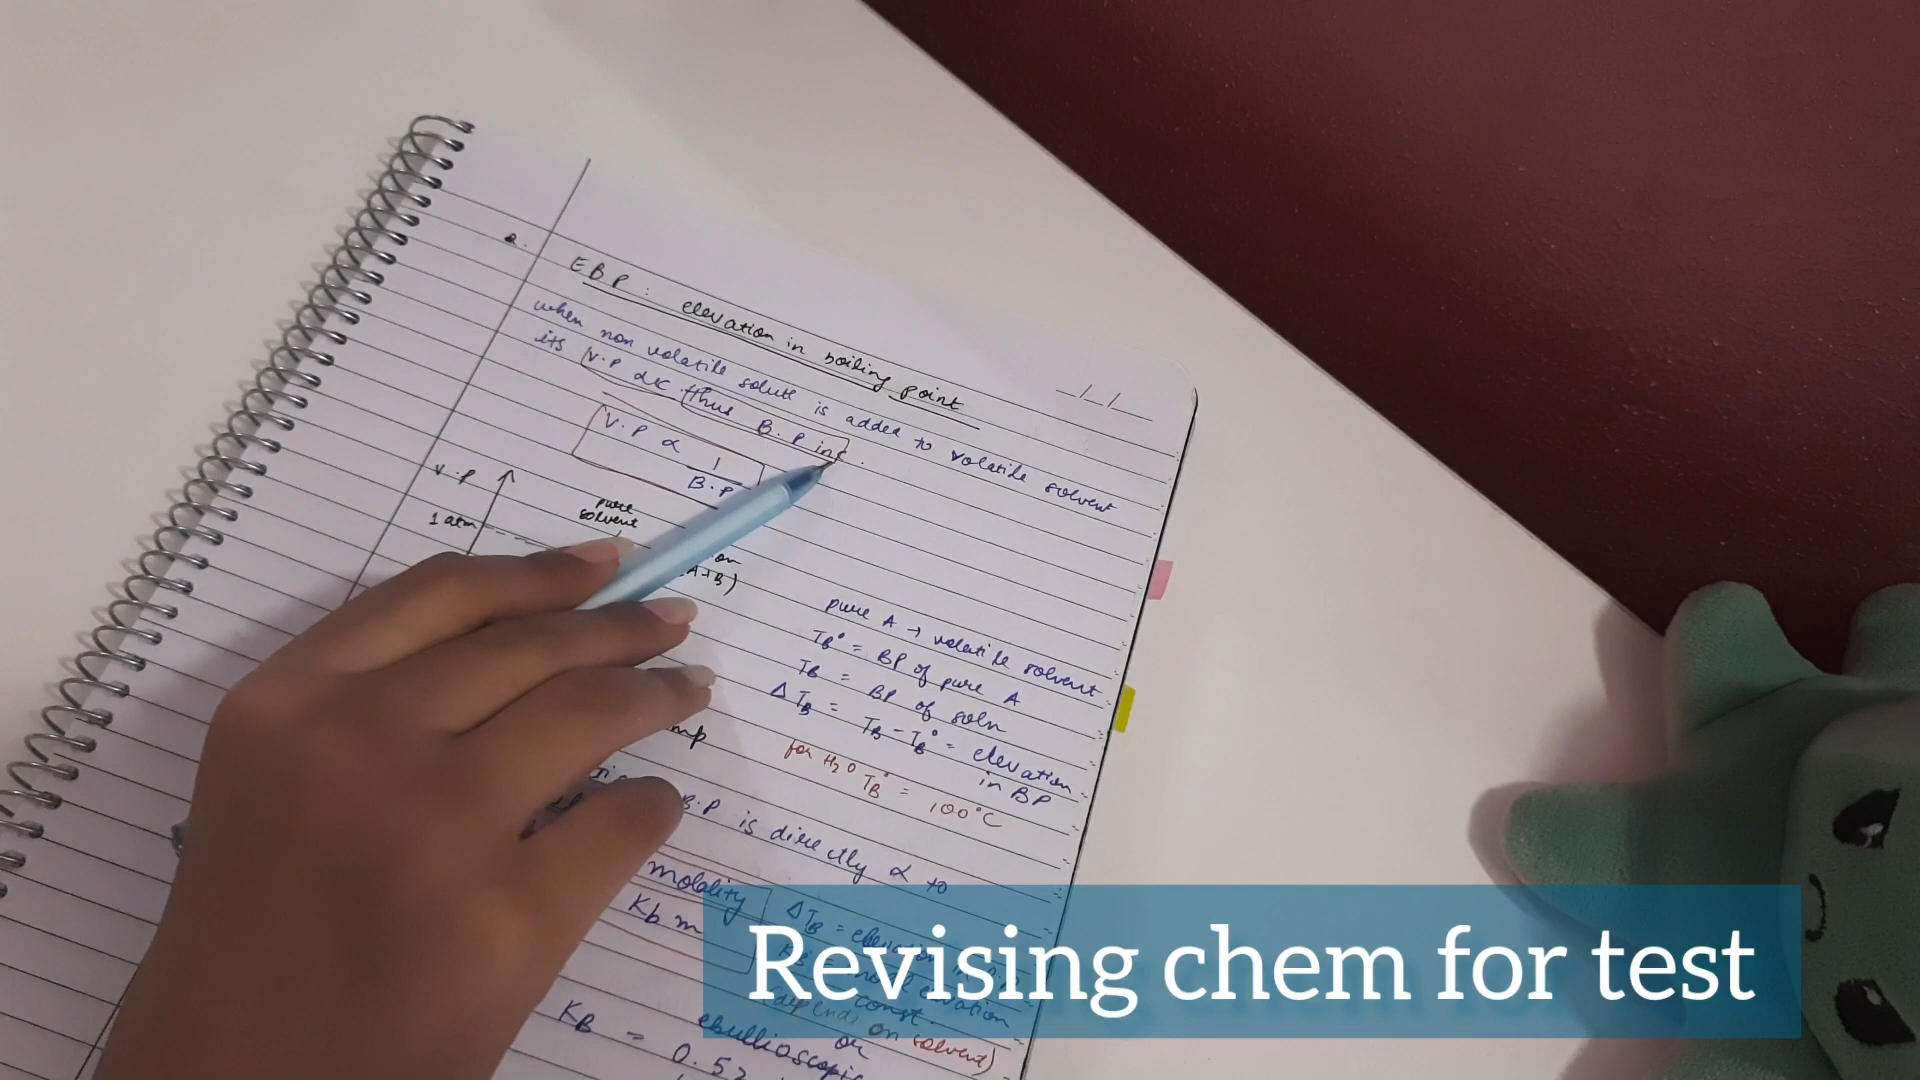 2.
EBP : elevation in boiling point
_/_/_
when non volatile solute is added to volatile solvent
its V.P dec thus B.P inc.
V.P ∝ 1
B.P
V.P
1 atm
pure
solvent
(A+B)
pure A → volatile solvent
TB° = BP of pure A
TB = BP of soln
ΔTB = TB - TB° = elevation
in BP
for H2O TB° = 100°C
B.P is directly ∝ to
molality
Kb m
ΔTB =
const.
(depends on solvent)
or
KB = ebullioscopic
0.52
Revising chem for test